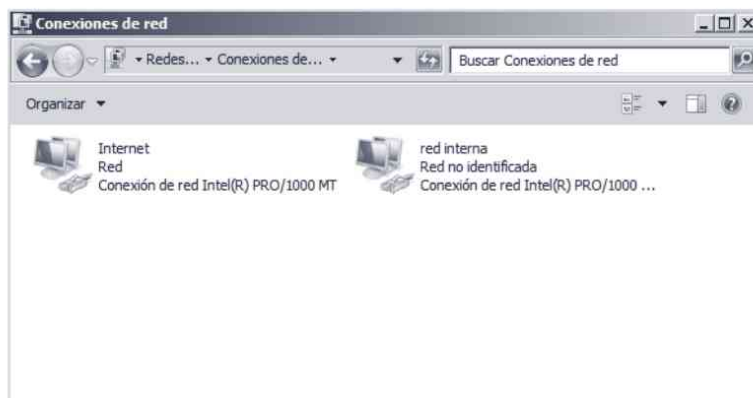 Conexiones de red
Redes... Conexiones de...
Buscar Conexiones de red
Organizar
Internet
Red
Conexión de red Intel(R) PRO/1000 MT
red interna
Red no identificada
Conexión de red Intel(R) PRO/1000 ...